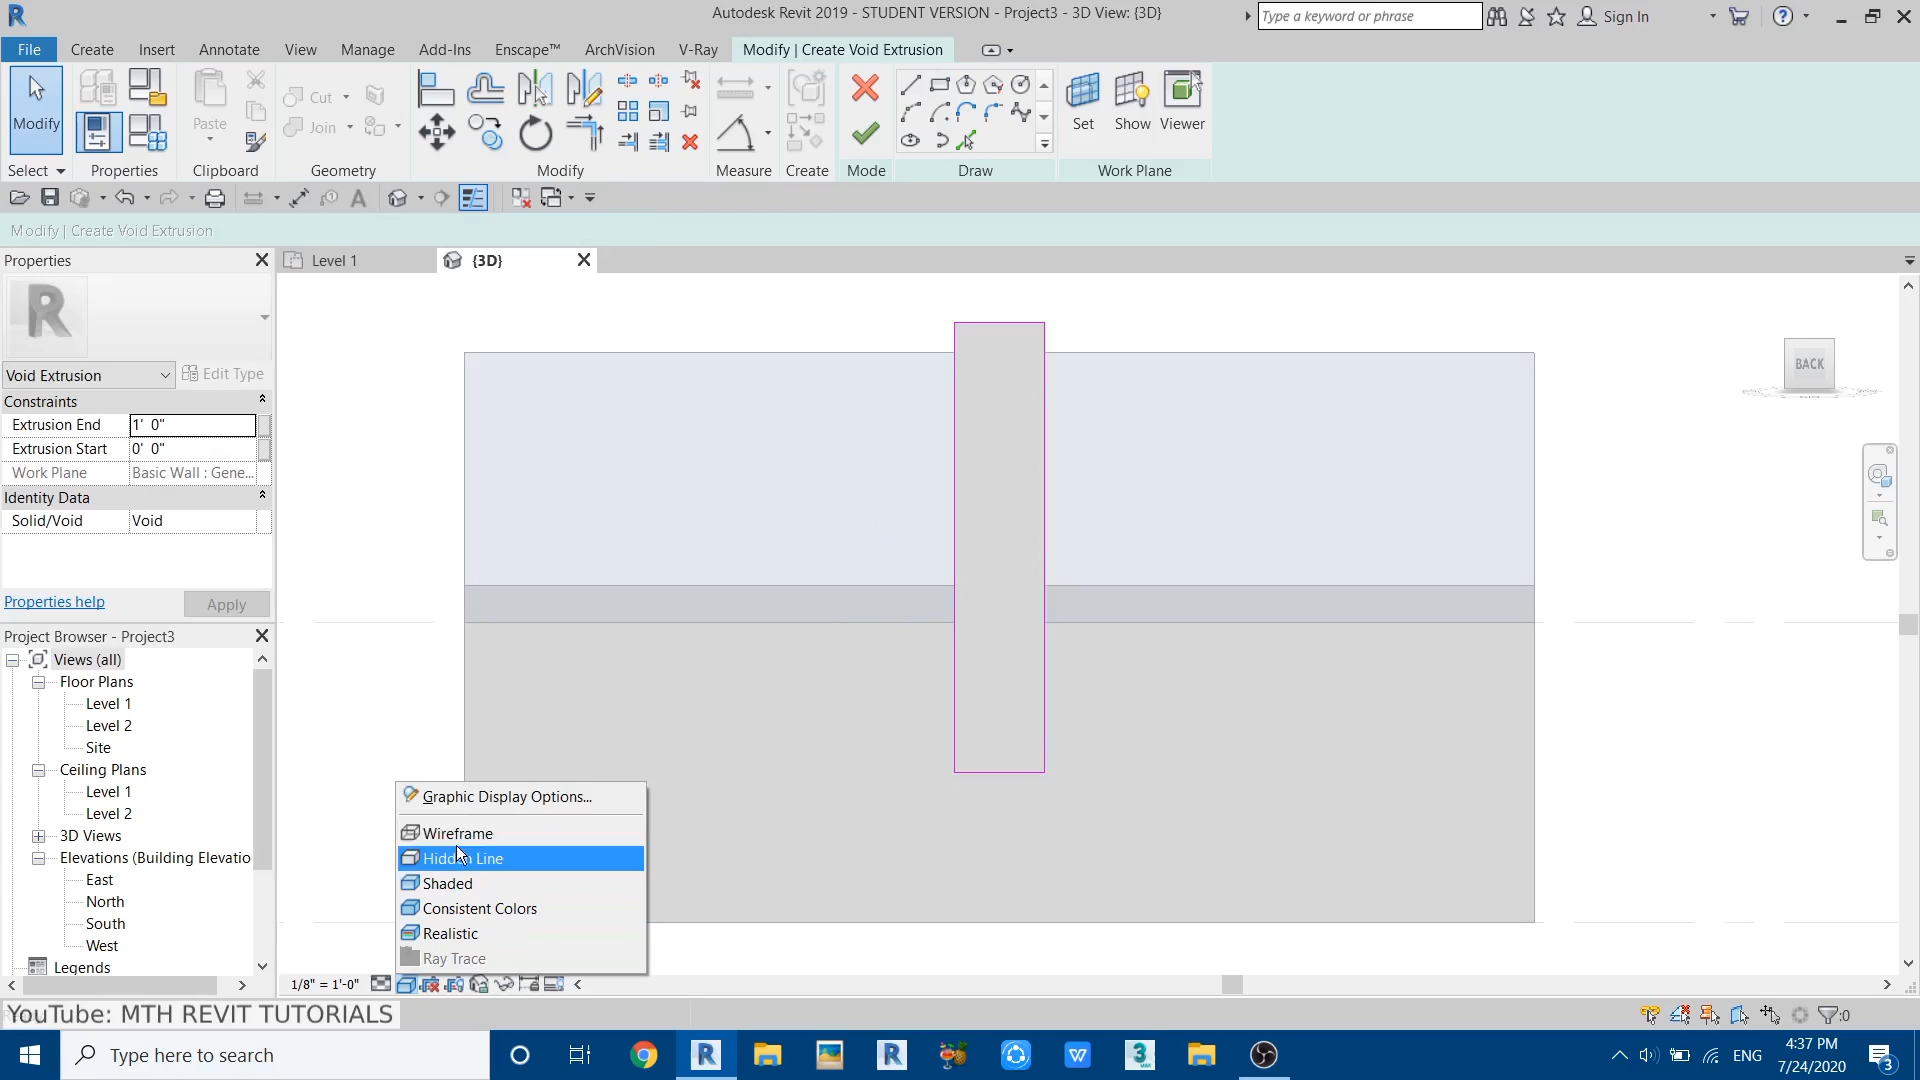 Autodesk Revit 2019 - STUDENT VERSION - Project3 - 3D View: {3D}
Type a keyword or phrase
Sign In
File Create Insert Annotate View Manage Add-Ins Enscape™ ArchVision V-Ray Modify | Create Void Extrusion
Modify
Paste
Cut
Join
Set Show Viewer
Select Properties Clipboard Geometry Modify Measure Create Mode Draw Work Plane
Modify | Create Void Extrusion
Properties
Level 1
{3D}
BACK
Void Extrusion
Edit Type
Constraints
Extrusion End 1' 0"
Extrusion Start 0' 0"
Work Plane Basic Wall : Gene...
Identity Data
Solid/Void Void
Properties help
Apply
Project Browser - Project3
Views (all)
Floor Plans
Level 1
Level 2
Site
Ceiling Plans
Level 1
Level 2
3D Views
Elevations (Building Elevatio
East
North
South
West
Legends
Graphic Display Options...
Wireframe
Hidden Line
Shaded
Consistent Colors
Realistic
Ray Trace
1/8" = 1'-0"
YouTube: MTH REVIT TUTORIALS
:0
Type here to search
ENG
4:37 PM
7/24/2020
3